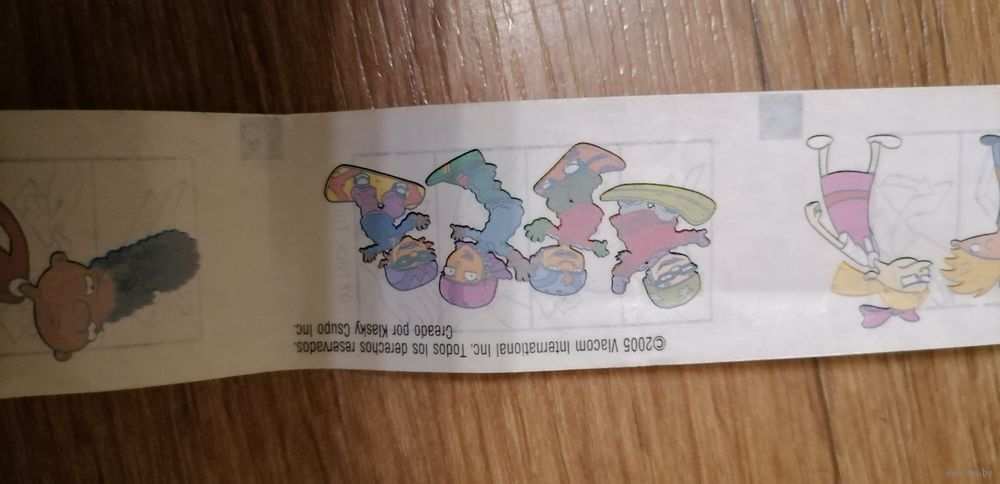 ©2005 Viacom International Inc. Todos los derechos reservados.
Creado por Klasky Csupo Inc.